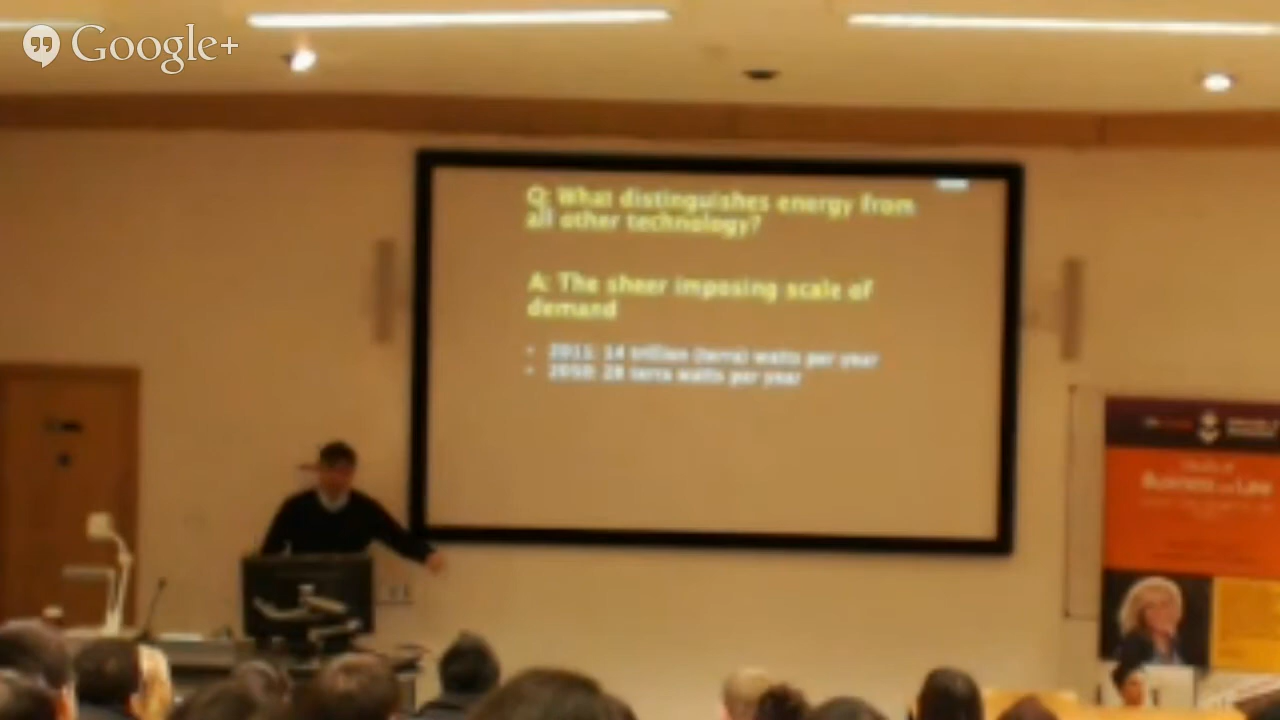 Google+
Q: What distinguishes energy from
all other technology?
A: The sheer imposing scale of
demand
• 2011: 14 trillion (terra) watts per year
• 2050: 28 terra watts per year
Business and Law